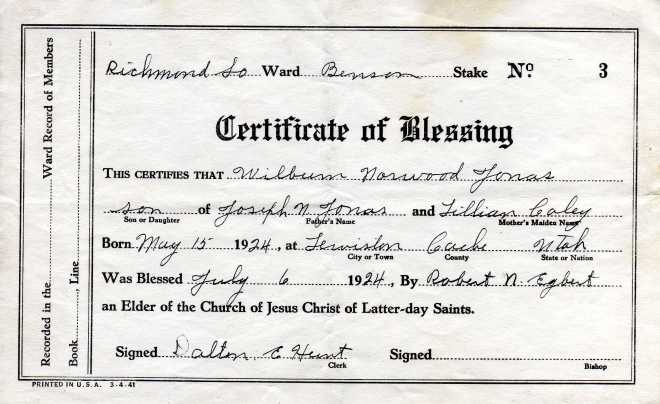 Richmond So Ward Benson Stake No. 3
Certificate of Blessing
THIS CERTIFIES THAT Wilburn Norwood Jonas
son of Joseph N Jonas and Lillian Coley
Son or Daughter Father's Name Mother's Maiden Name
Born May 15 1924, at Lewiston Cache Utah
City or Town County State or Nation
Was Blessed July 6 1924, By Robert N. Egbert
an Elder of the Church of Jesus Christ of Latter-day Saints.
Signed Dalton E Hunt Signed
Clerk Bishop
PRINTED IN U.S.A. 3-4-41
Recorded in the Ward Record of Members
Book , Line